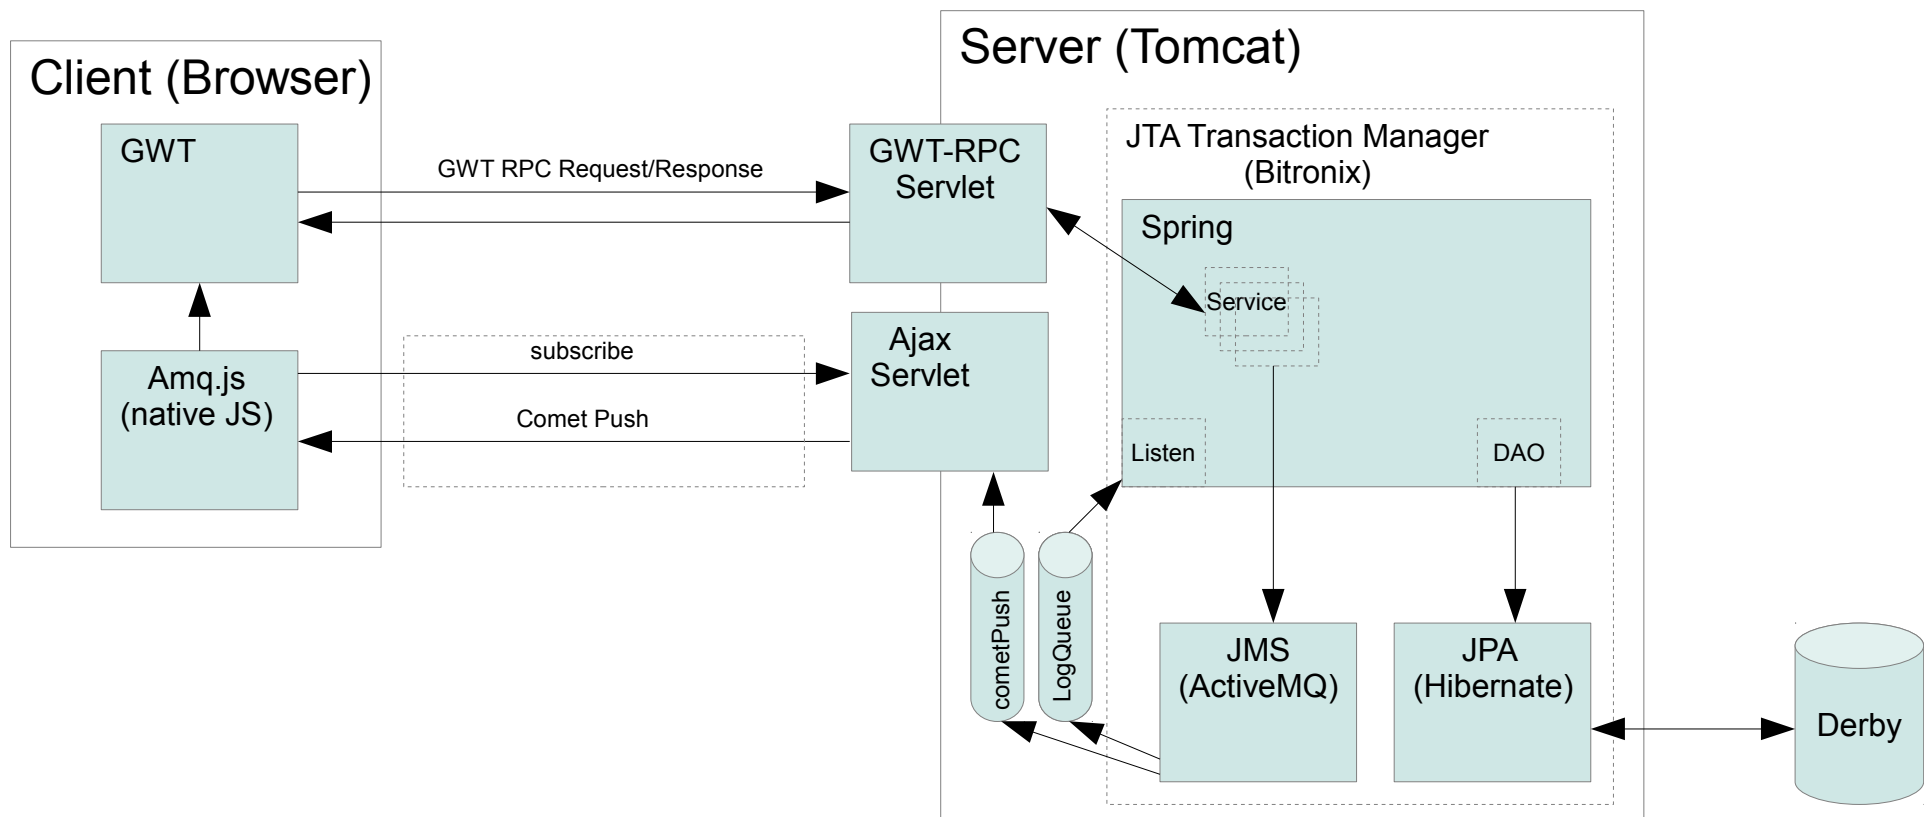 Client (Browser)
GWT
Amq.js
(native JS)
GWT RPC Request/Response
subscribe
Comet Push
Server (Tomcat)
GWT-RPC
Servlet
Ajax
Servlet
JTA Transaction Manager
(Bitronix)
Spring
Service
Listen
DAO
cometPush
LogQueue
JMS
(ActiveMQ)
JPA
(Hibernate)
Derby